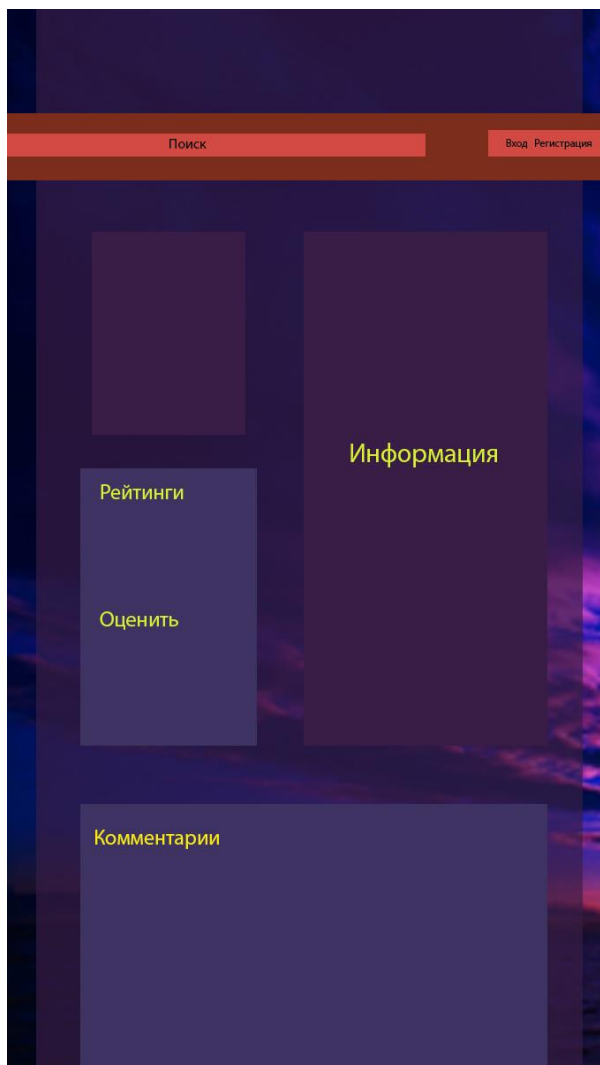 Поиск
Вход Регистрация
Информация
Рейтинги
Оценить
Комментарии